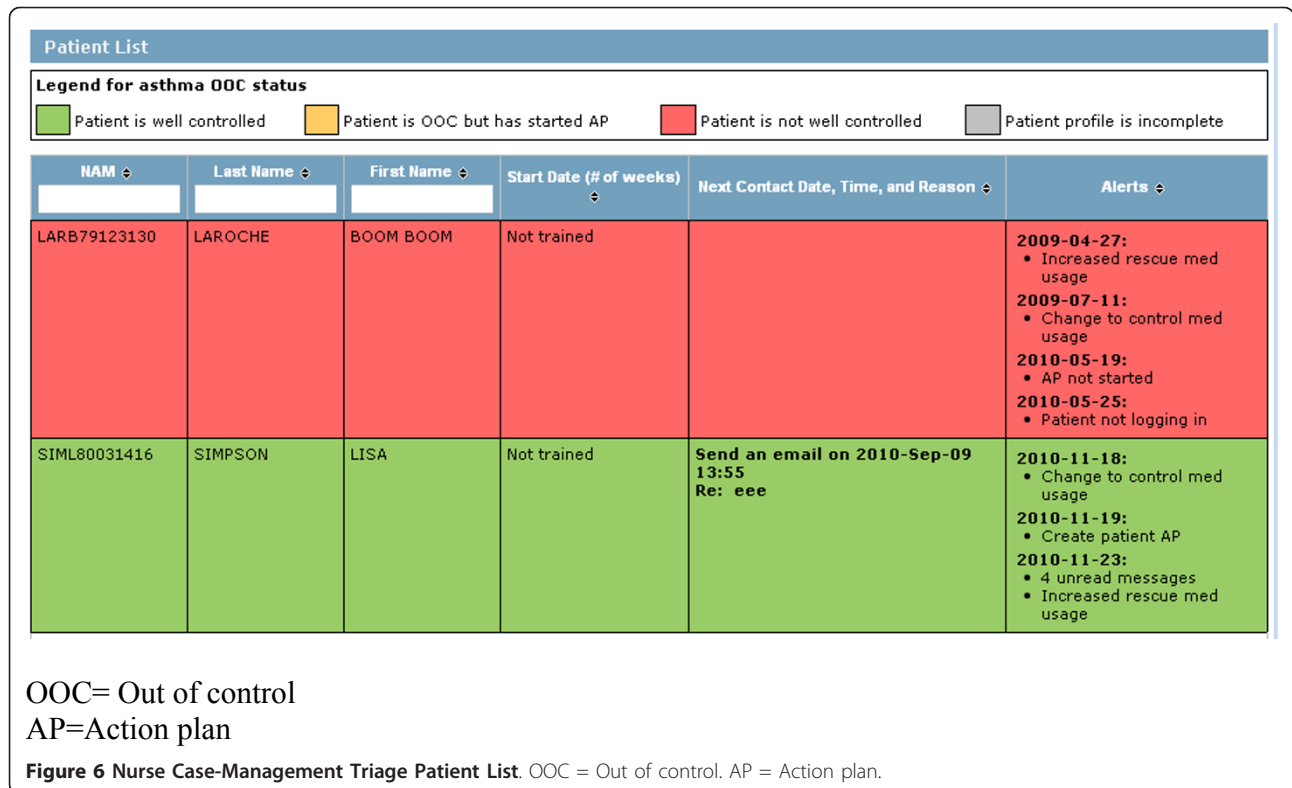 Patient List
Legend for asthma OOC status
Patient is well controlled Patient is OOC but has started AP Patient is not well controlled Patient profile is incomplete
NAM Last Name First Name Start Date (# of weeks) Next Contact Date, Time, and Reason Alerts
LARB79123130 LAROCHE BOOM BOOM Not trained
2009-04-27:
• Increased rescue med
usage
2009-07-11:
• Change to control med
usage
2010-05-19:
• AP not started
2010-05-25:
• Patient not logging in
SIML80031416 SIMPSON LISA Not trained
Send an email on 2010-Sep-09
13:55
Re: eee
2010-11-18:
• Change to control med
usage
2010-11-19:
• Create patient AP
2010-11-23:
• 4 unread messages
• Increased rescue med
usage
OOC= Out of control
AP=Action plan
Figure 6 Nurse Case-Management Triage Patient List. OOC = Out of control. AP = Action plan.